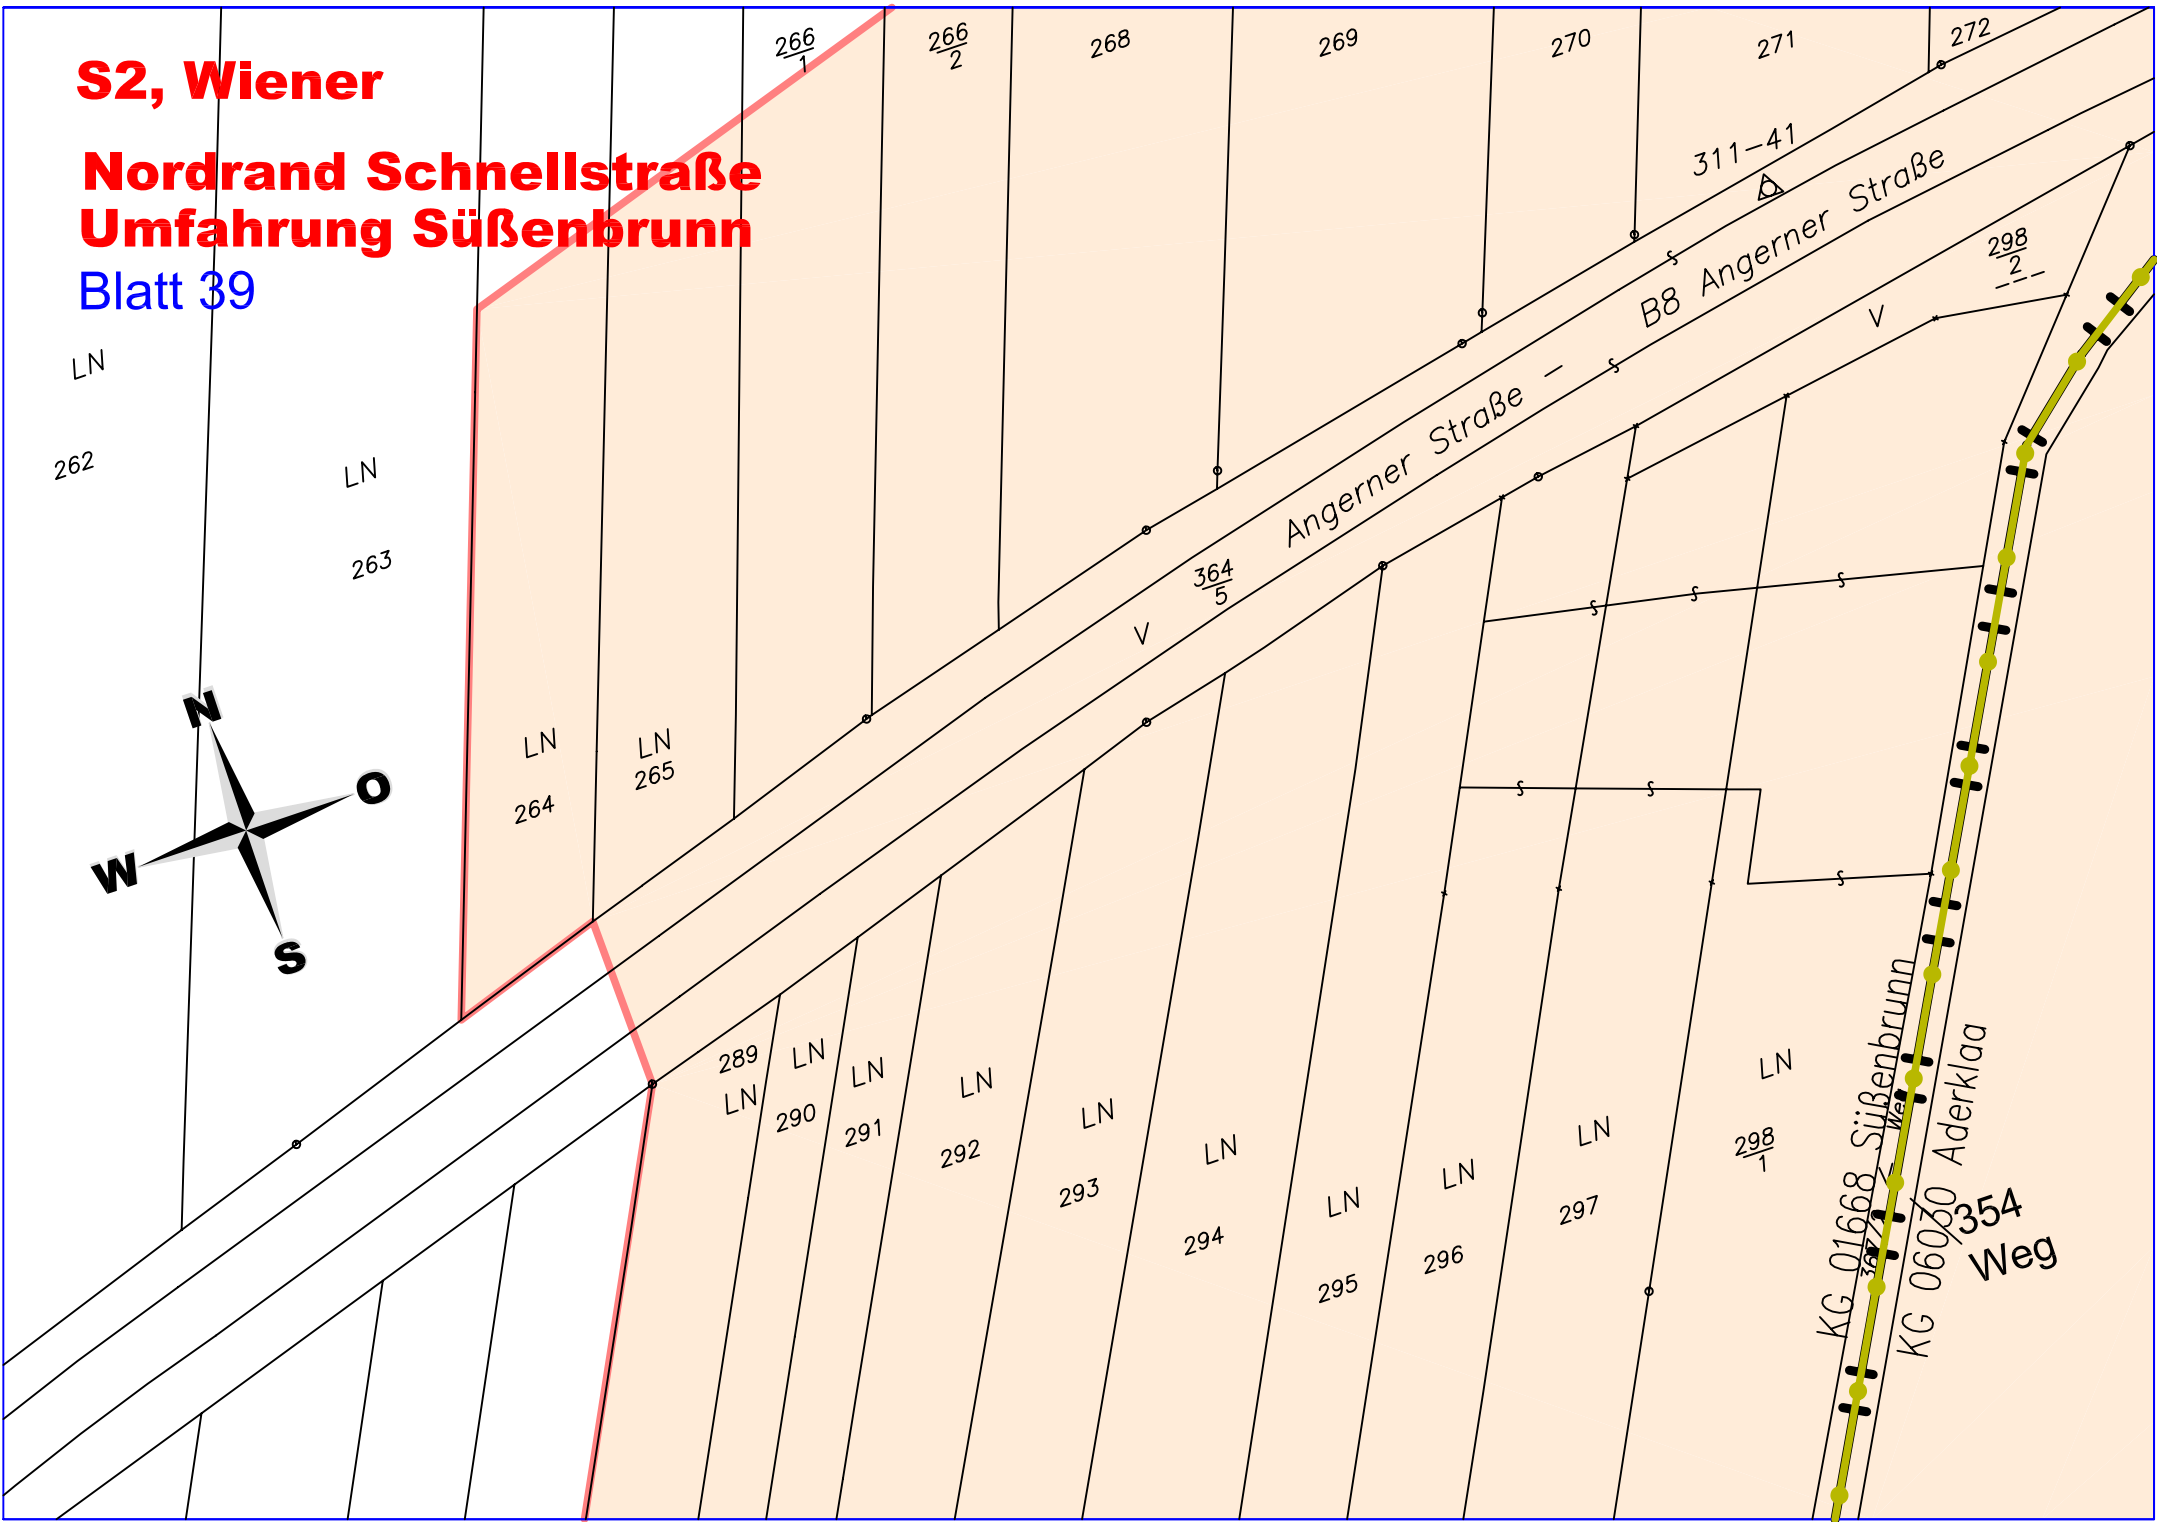 S2, Wiener
Nordrand Schnellstraße
Umfahrung Süßenbrunn
Blatt 39
266/1
266/2
268
269
270
271
272
311-41
298/2
B8 Angerner Straße
V
Angerner Straße -
364/5
V
LN
262
LN
263
LN
264
LN
265
N
O
W
S
289
LN
LN
290
LN
291
LN
292
LN
293
LN
294
LN
295
LN
296
LN
297
LN
298/1
KG 01668 Süßenbrunn
KG 06030 Aderklaa
Weg
354
Weg